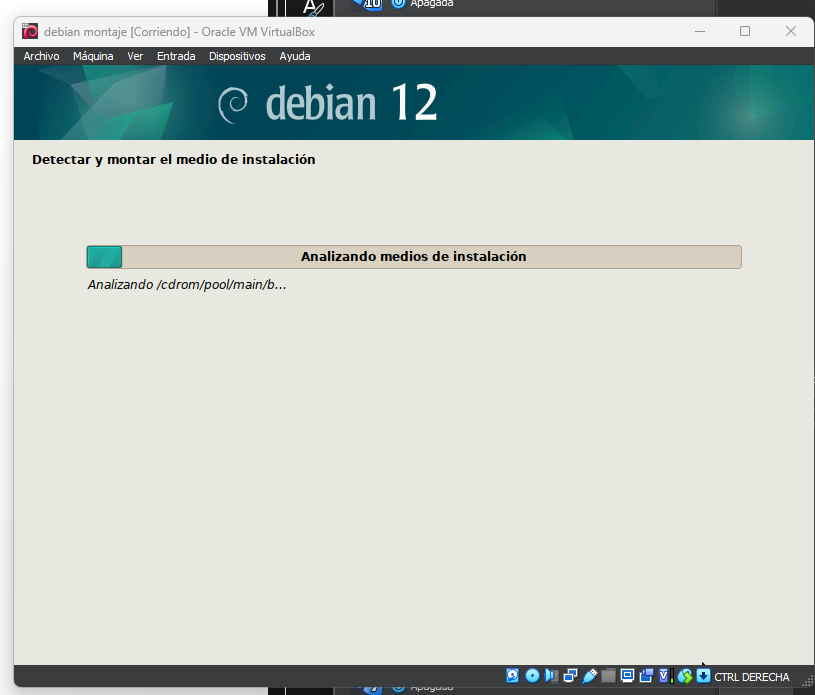 Apagada
debian montaje [Corriendo] - Oracle VM VirtualBox
Archivo Máquina Ver Entrada Dispositivos Ayuda
debian 12
Detectar y montar el medio de instalación
Analizando medios de instalación
Analizando /cdrom/pool/main/b...
CTRL DERECHA
Apagada